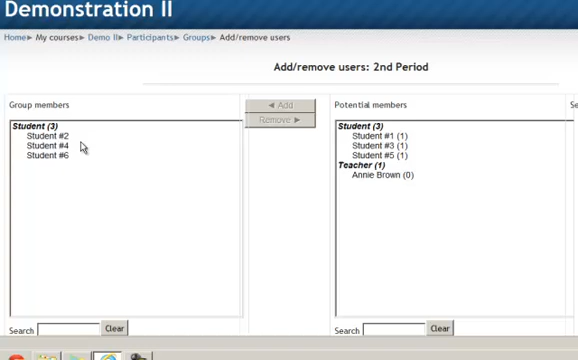 Demonstration II
Home► My courses► Demo II► Participants► Groups► Add/remove users
Add/remove users: 2nd Period
Group members
Student (3)
Student #2
Student #4
Student #6
Search
Clear
◄ Add
Remove ►
Potential members
Student (3)
Student #1 (1)
Student #3 (1)
Student #5 (1)
Teacher (1)
Annie Brown (0)
Search
Clear